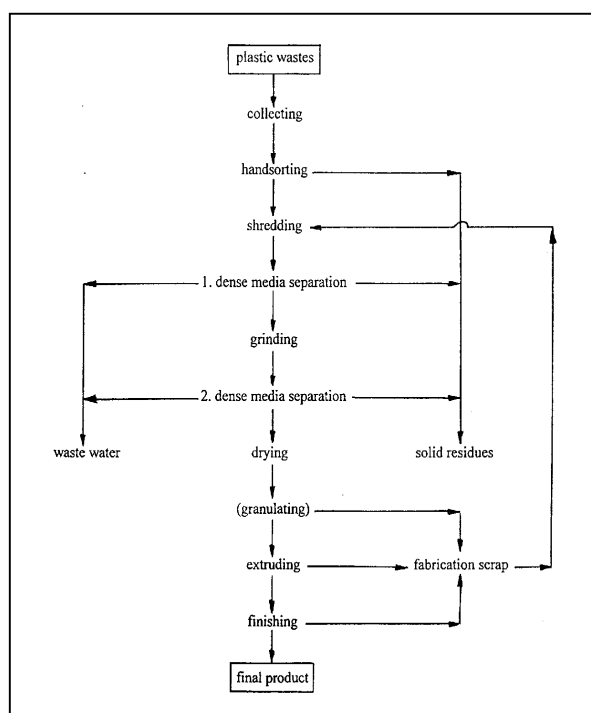 plastic wastes
collecting
handsorting
shredding
1. dense media separation
grinding
2. dense media separation
waste water
drying
solid residues
(granulating)
extruding
fabrication scrap
finishing
final product